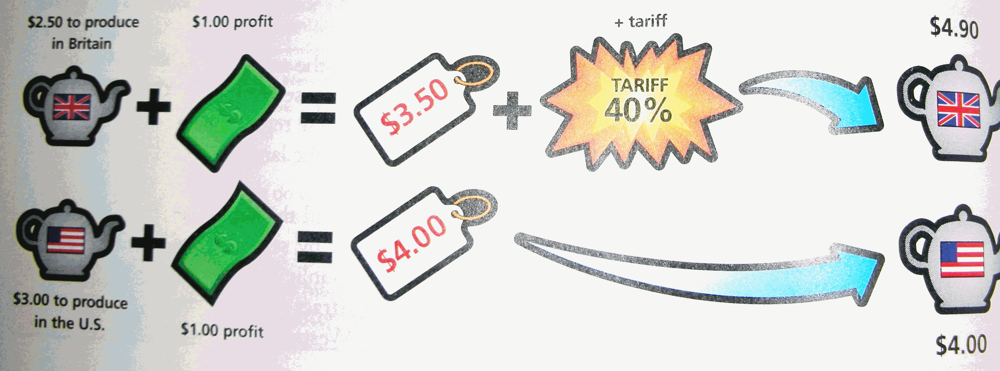 $2.50 to produce
in Britain
$1.00 profit
$3.50
+ tariff
TARIFF
40%
$4.90
$3.00 to produce
in the U.S.
$1.00 profit
$4.00
$4.00